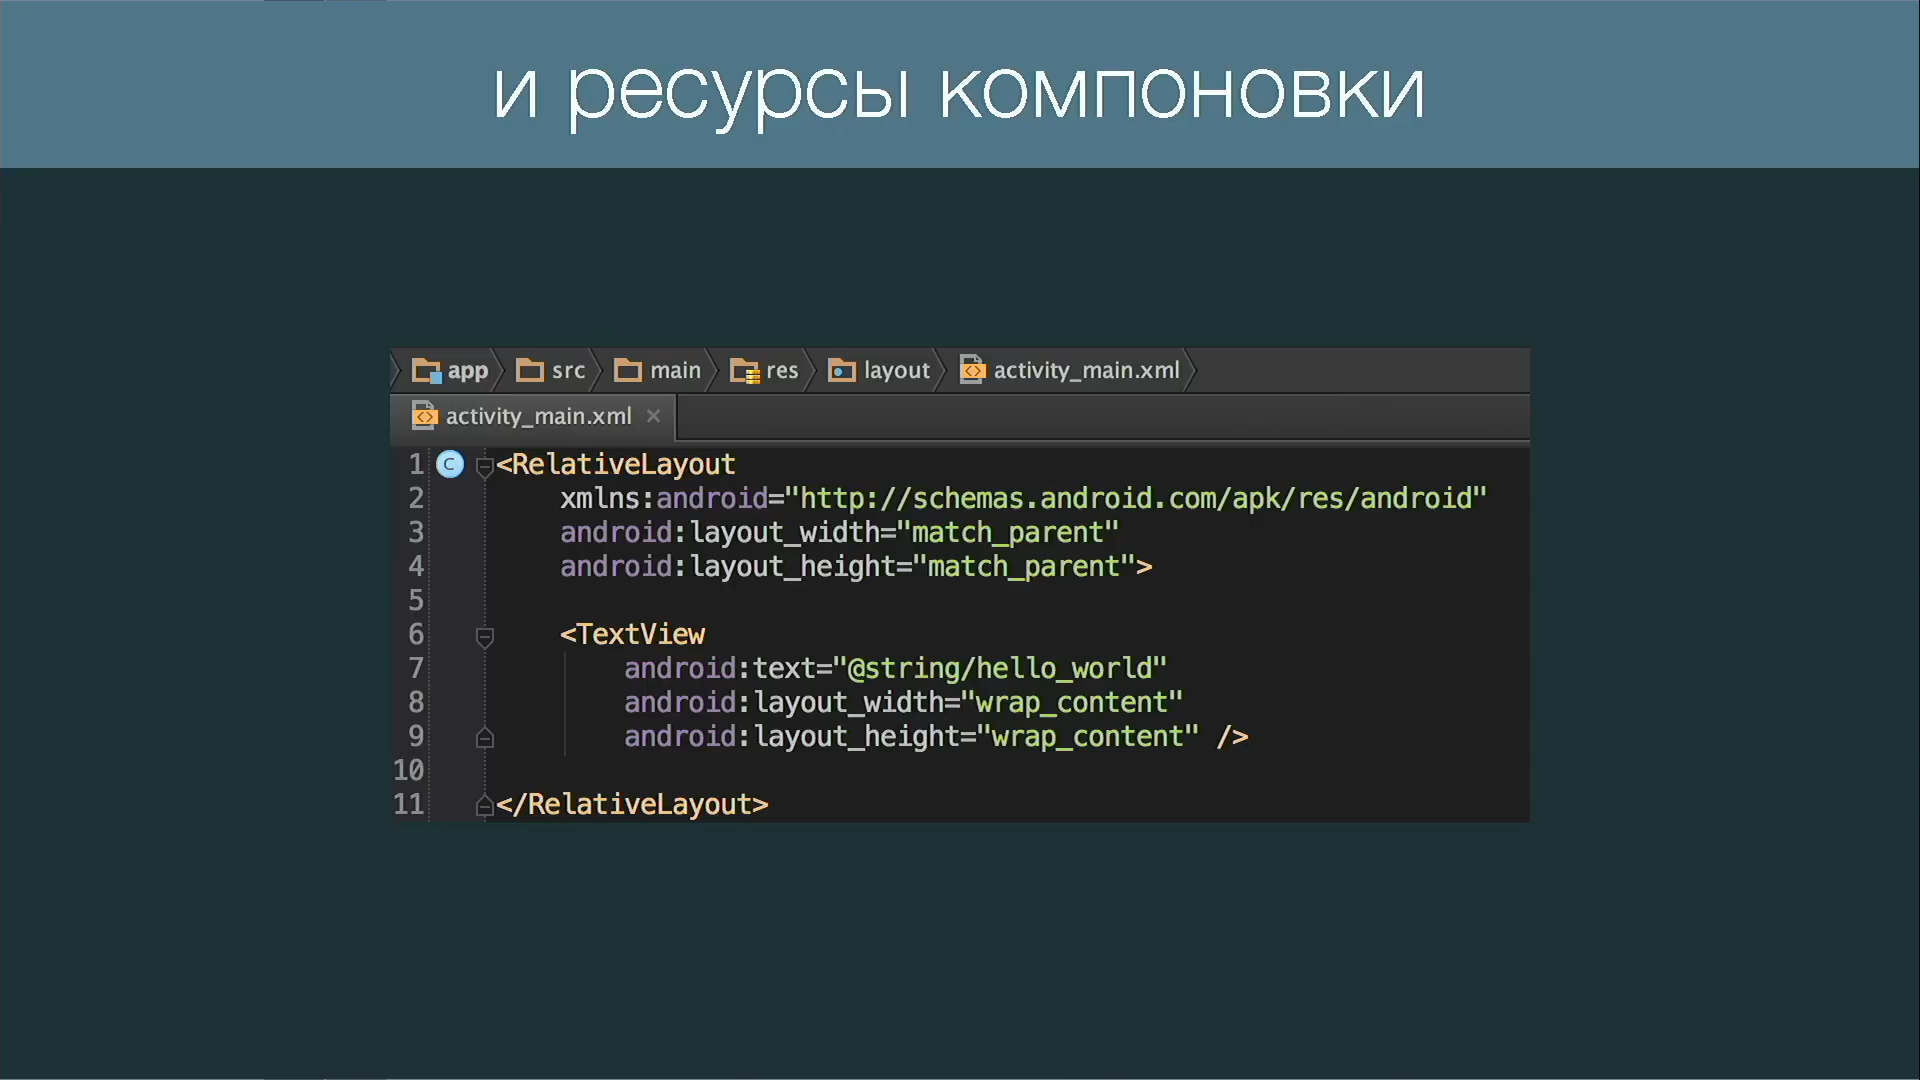 и ресурсы компоновки
app src main res layout activity_main.xml
activity_main.xml ×
1 C <RelativeLayout
2 xmlns:android="http://schemas.android.com/apk/res/android"
3 android:layout_width="match_parent"
4 android:layout_height="match_parent">
5
6 <TextView
7 android:text="@string/hello_world"
8 android:layout_width="wrap_content"
9 android:layout_height="wrap_content" />
10
11 </RelativeLayout>